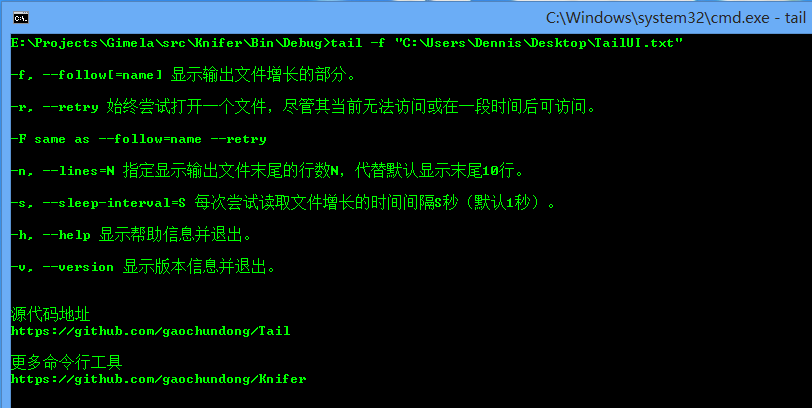 C:\Windows\system32\cmd.exe - tail
E:\Projects\Gimela\src\Knifer\Bin\Debug>tail -f "C:\Users\Dennis\Desktop\TailUI.txt"
-f, --follow[=name] 显示输出文件增长的部分。
-r, --retry 始终尝试打开一个文件，尽管其当前无法访问或在一段时间后可访问。
-F same as --follow=name --retry
-n, --lines=N 指定显示输出文件末尾的行数N，代替默认显示末尾10行。
-s, --sleep-interval=S 每次尝试读取文件增长的时间间隔S秒（默认1秒）。
-h, --help 显示帮助信息并退出。
-v, --version 显示版本信息并退出。
源代码地址
https://github.com/gaochundong/Tail
更多命令行工具
https://github.com/gaochundong/Knifer